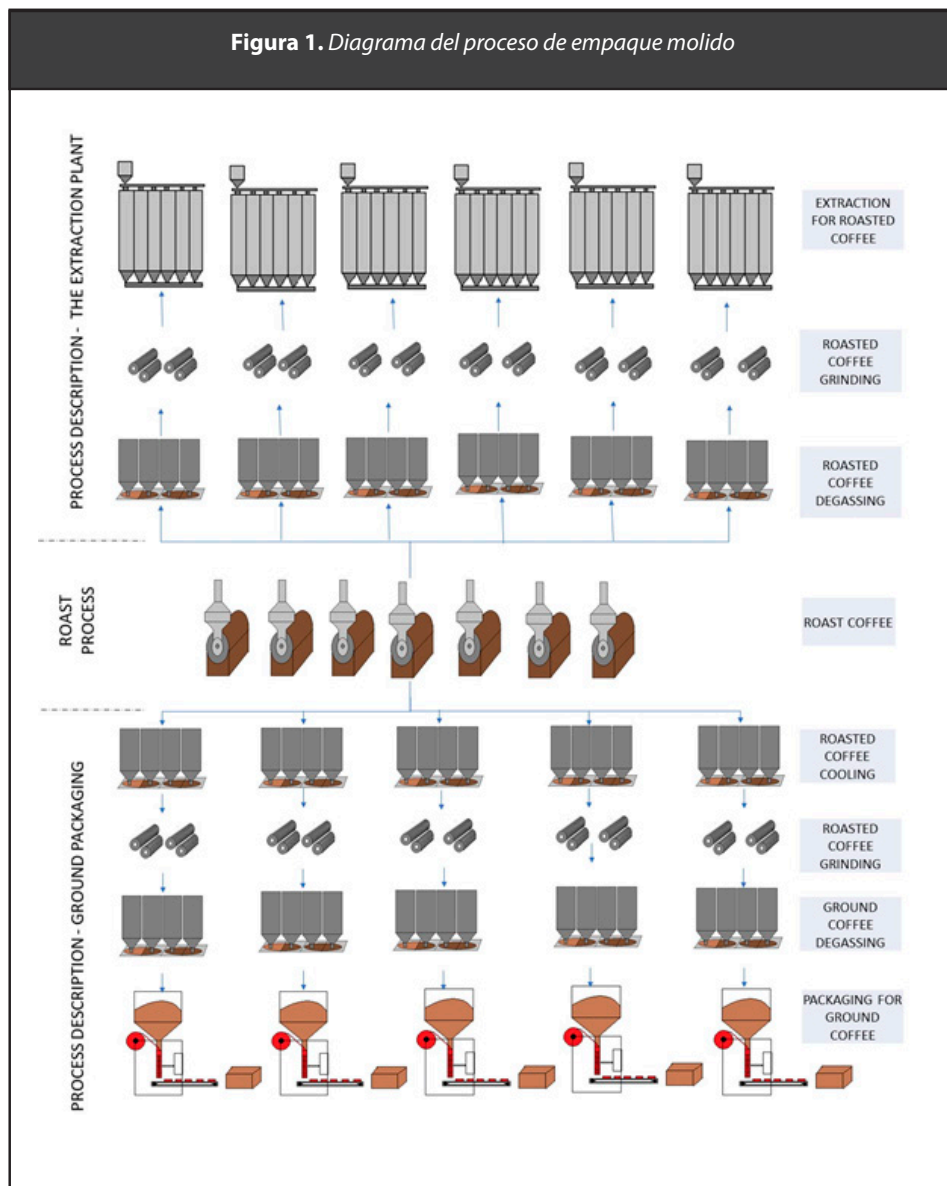 Figura 1. Diagrama del proceso de empaque molido
PROCESS DESCRIPTION - THE EXTRACTION PLANT
EXTRACTION
FOR ROASTED
COFFEE
ROASTED
COFFEE
GRINDING
ROASTED
COFFEE
DEGASSING
ROAST
PROCESS
ROAST COFFEE
PROCESS DESCRIPTION - GROUND PACKAGING
ROASTED
COFFEE
COOLING
ROASTED
COFFEE
GRINDING
GROUND
COFFEE
DEGASSING
PACKAGING FOR
GROUND
COFFEE